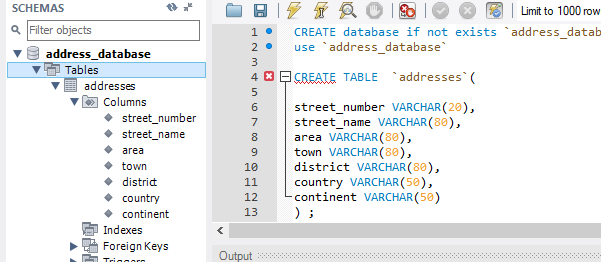 SCHEMAS
Filter objects
address_database
Tables
addresses
Columns
street_number
street_name
area
town
district
country
continent
Indexes
Foreign Keys
Triggers
Limit to 1000 row
1 CREATE database if not exists `address_datab
2 use `address_database`
4 CREATE TABLE `addresses`(
6 street_number VARCHAR(20),
7 street_name VARCHAR(80),
8 area VARCHAR(80),
9 town VARCHAR(80),
10 district VARCHAR(80),
11 country VARCHAR(50),
12 continent VARCHAR(50)
13 ) ;
Output